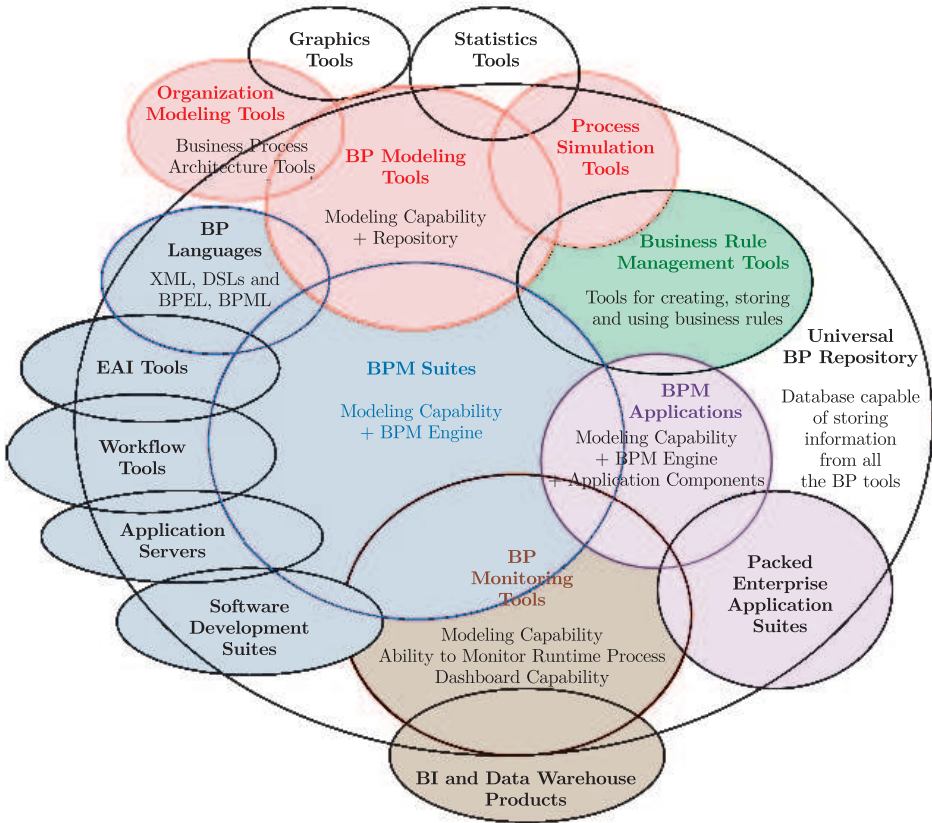 Graphics
Tools
Statistics
Tools
Organization
Modeling Tools
Business Process
Architecture Tools
BP Modeling
Tools
Modeling Capability
+ Repository
Process
Simulation
Tools
BP
Languages
XML, DSLs and
BPEL, BPML
Business Rule
Management Tools
Tools for creating, storing
and using business rules
Universal
BP Repository
Database capable
of storing
information
from all
the BP tools
EAI Tools
BPM Suites
Modeling Capability
+ BPM Engine
BPM
Applications
Modeling Capability
+ BPM Engine
+ Application Components
Workflow
Tools
Application
Servers
Software
Development
Suites
BP
Monitoring
Tools
Modeling Capability
Ability to Monitor Runtime Process
Dashboard Capability
Packed
Enterprise
Application
Suites
BI and Data Warehouse
Products